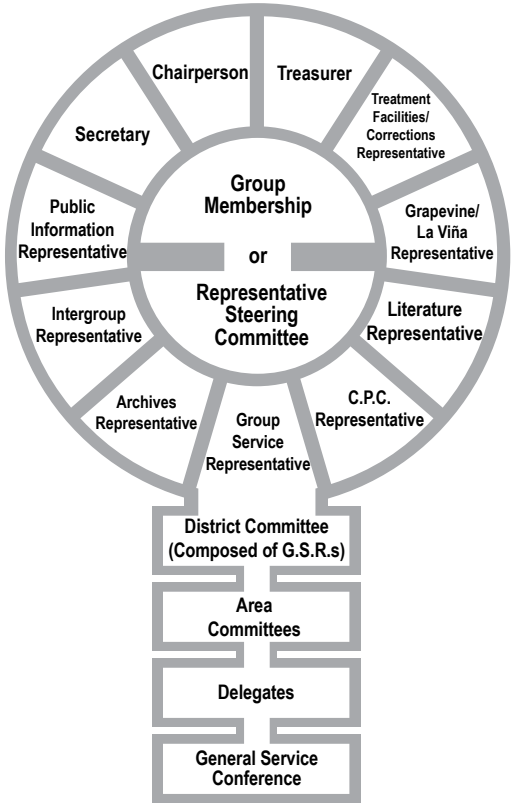 Chairperson
Treasurer
Secretary
Treatment
Facilities/
Corrections
Representative
Public
Information
Representative
Group
Membership
or
Representative
Steering
Committee
Grapevine/
La Viña
Representative
Intergroup
Representative
Literature
Representative
Archives
Representative
Group
Service
Representative
C.P.C.
Representative
District Committee
(Composed of G.S.R.s)
Area
Committees
Delegates
General Service
Conference